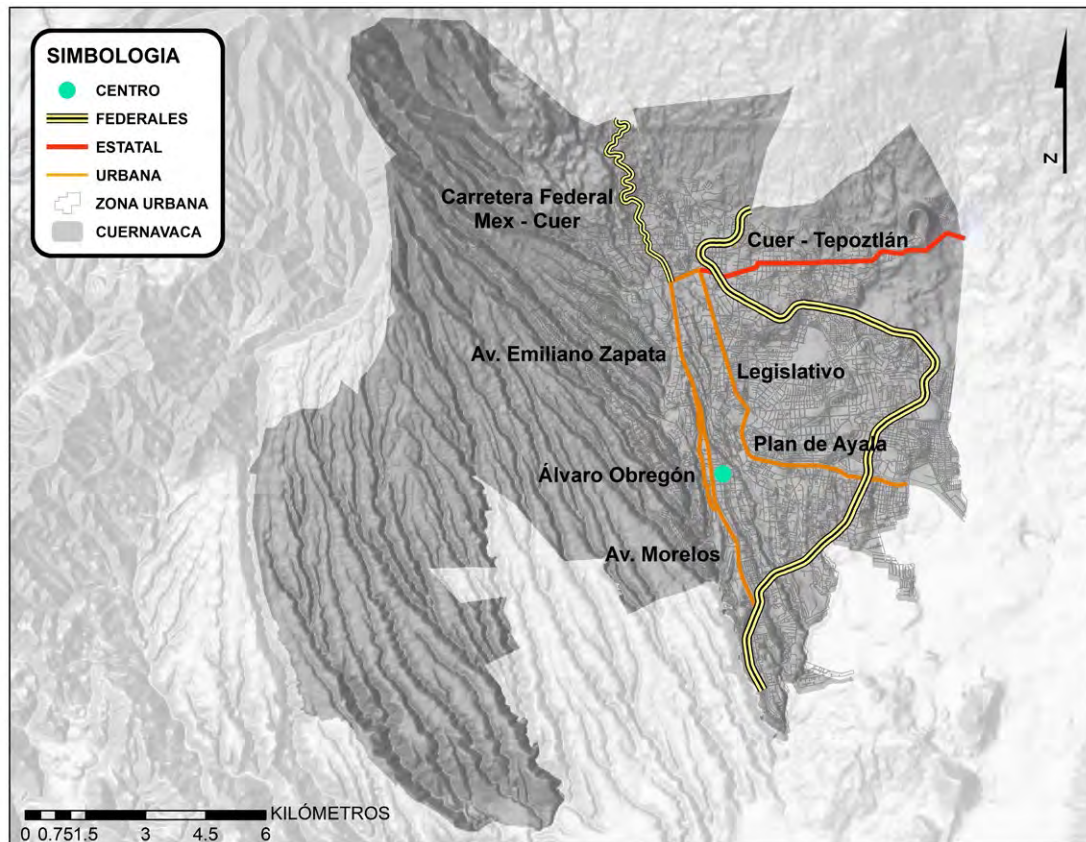 SIMBOLOGIA
CENTRO
FEDERALES
ESTATAL
URBANA
ZONA URBANA
CUERNAVACA
N
Carretera Federal
Mex - Cuer
Cuer - Tepoztlán
Av. Emiliano Zapata
Legislativo
Plan de Ayala
Álvaro Obregón
Av. Morelos
KILÓMETROS
0 0.751.5 3 4.5 6